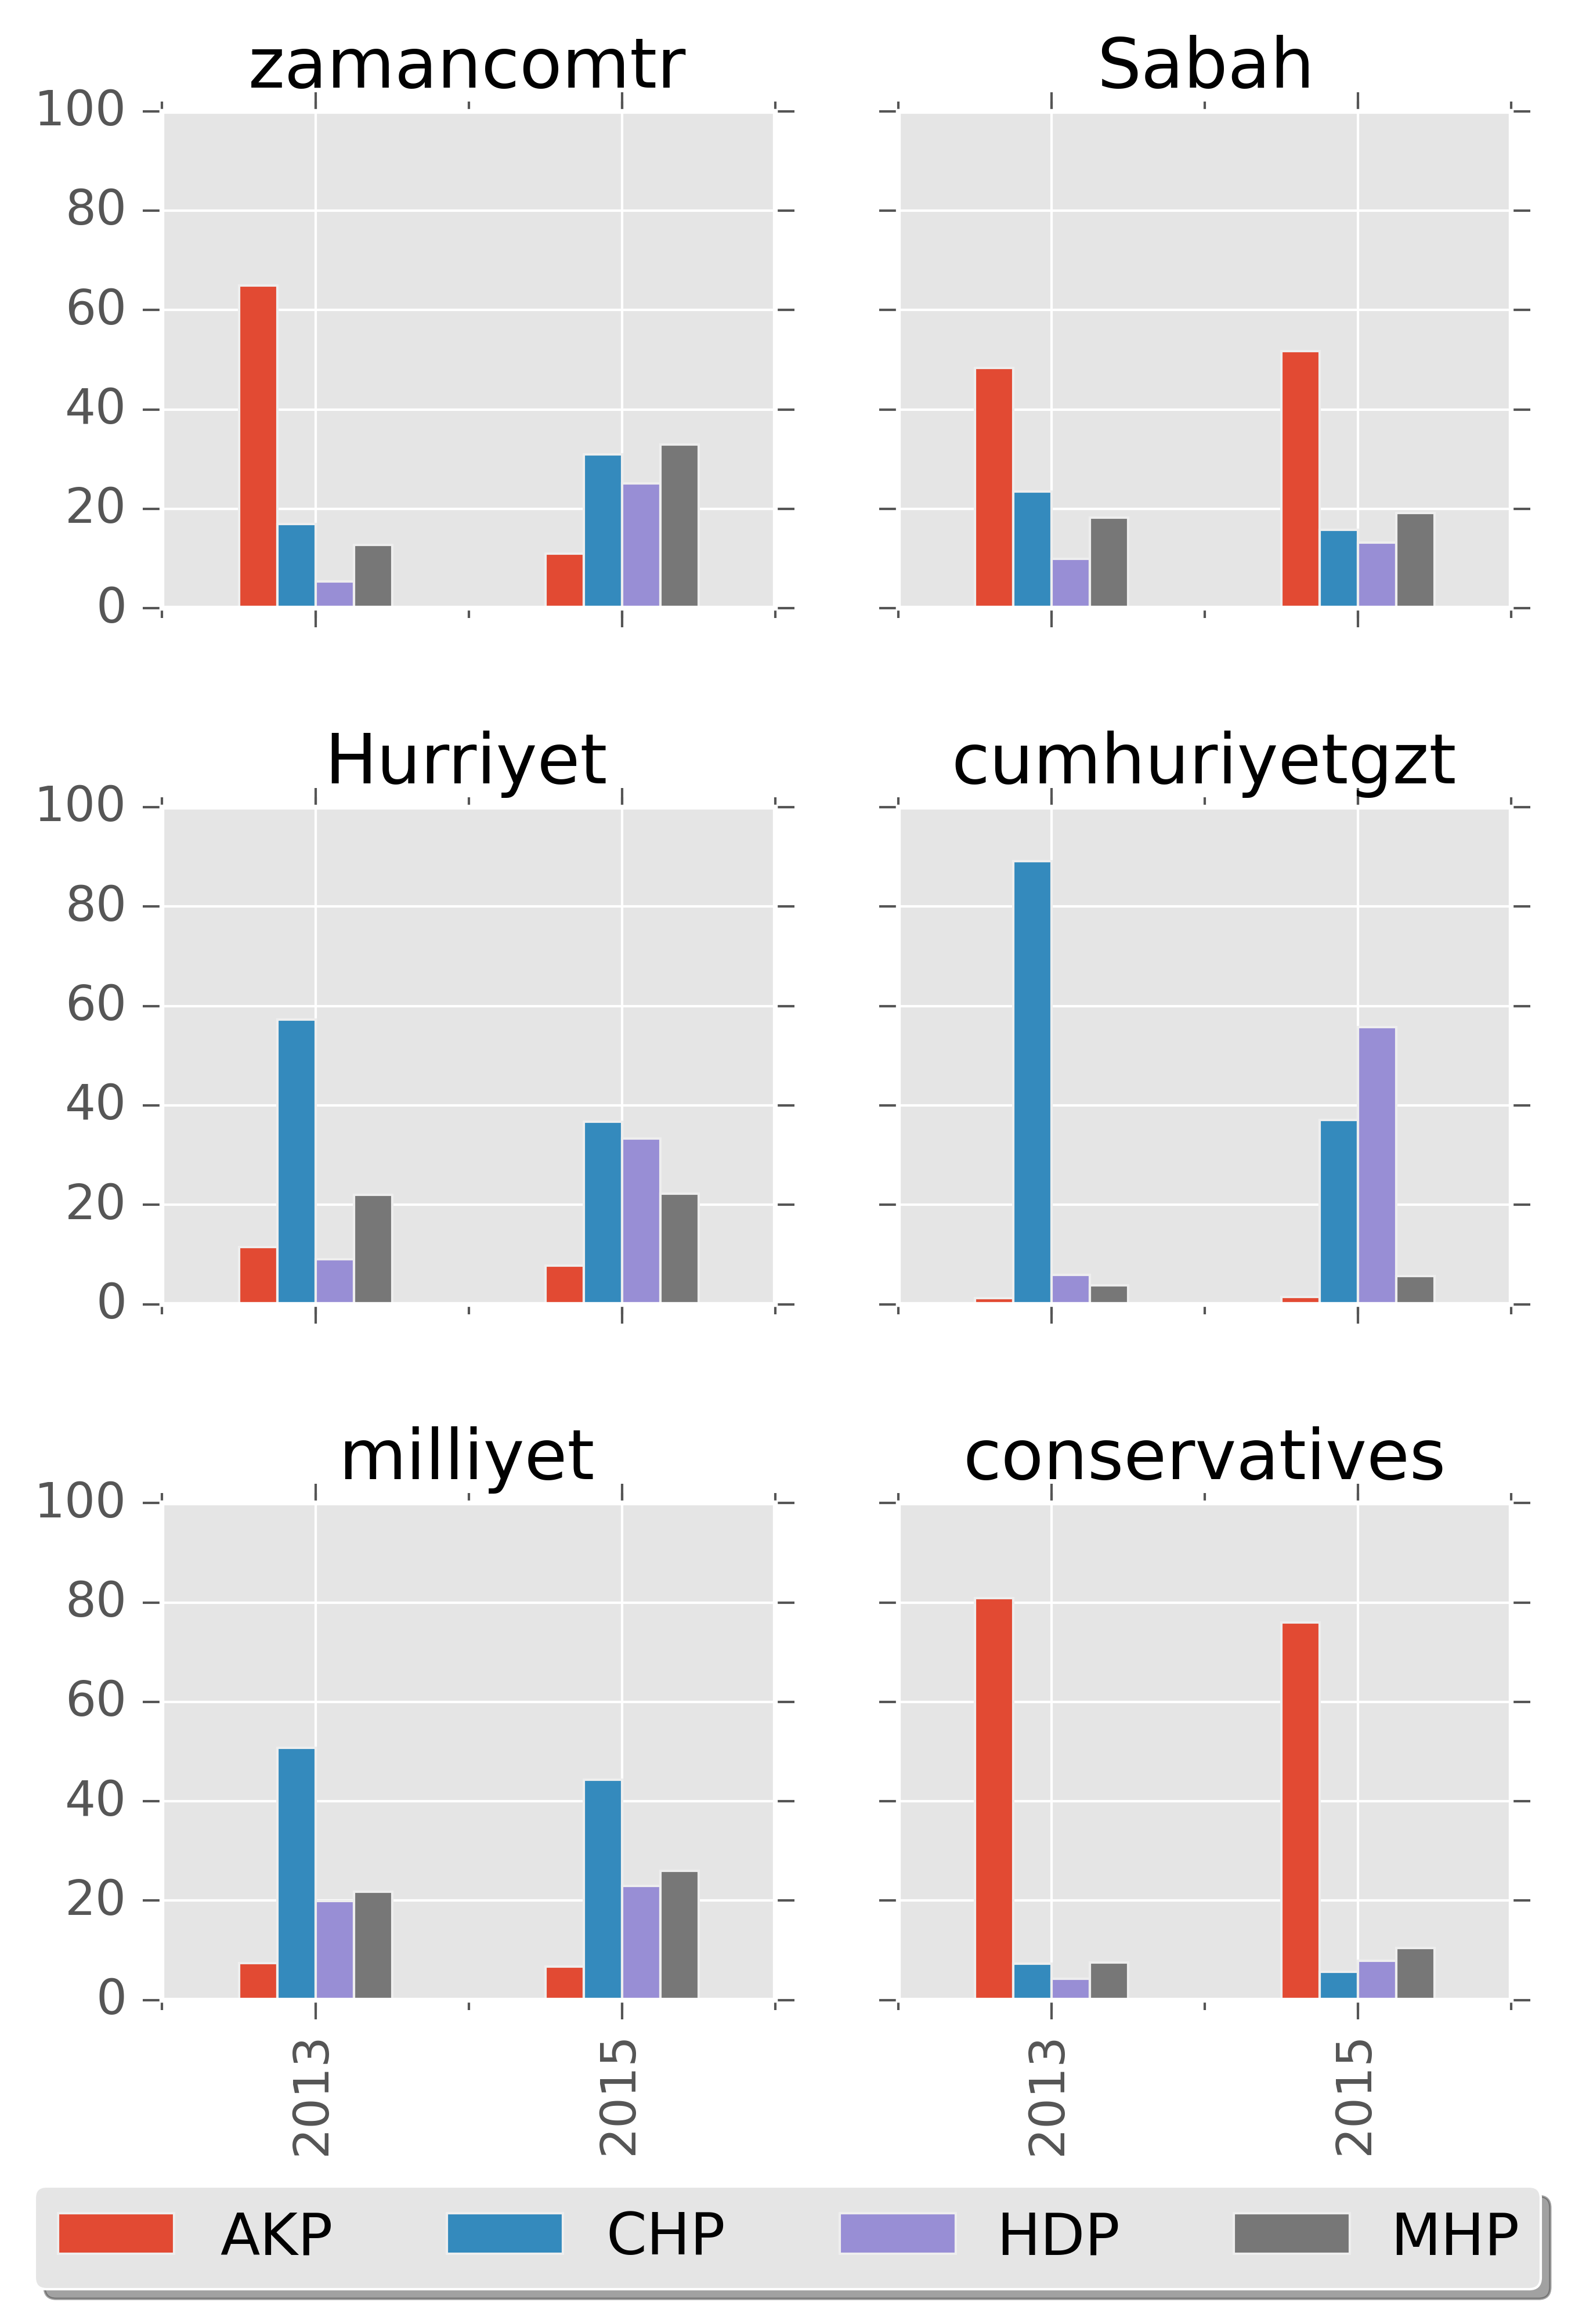 zamancomtr
Sabah
100
80
60
40
20
0
Hurriyet
cumhuriyetgzt
100
80
60
40
20
0
milliyet
conservatives
100
80
60
40
20
0
2013 2015 2013 2015
AKP CHP HDP MHP